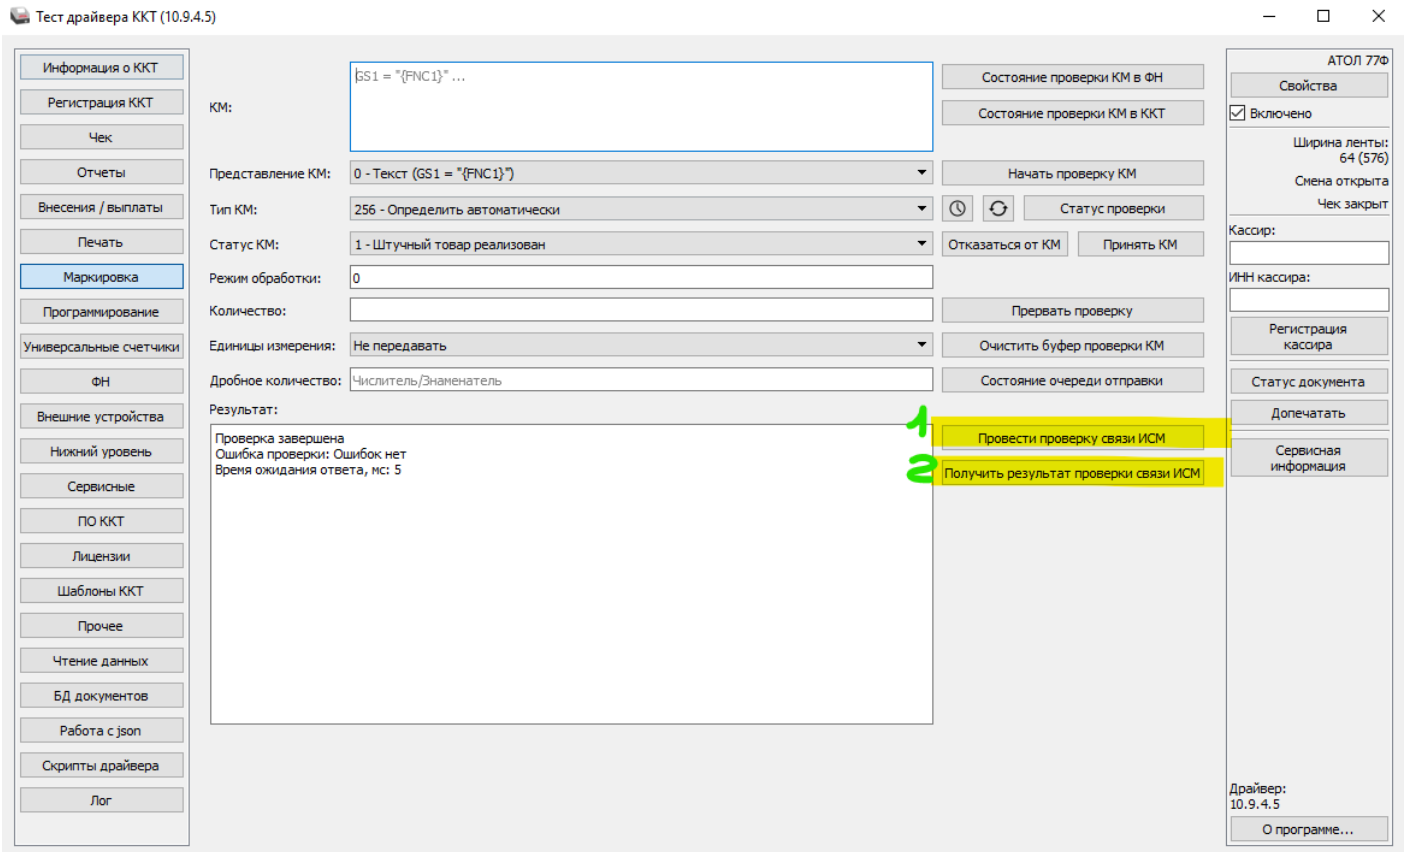 Тест драйвера ККТ (10.9.4.5)
Информация о ККТ
Регистрация ККТ
Чек
Отчеты
Внесения / выплаты
Печать
Маркировка
Программирование
Универсальные счетчики
ФН
Внешние устройства
Нижний уровень
Сервисные
ПО ККТ
Лицензии
Шаблоны ККТ
Прочее
Чтение данных
БД документов
Работа с json
Скрипты драйвера
Лог
КМ:
GS1 = "{FNC1}" ...
Состояние проверки КМ в ФН
Состояние проверки КМ в ККТ
Представление КМ:
0 - Текст (GS1 = "{FNC1}")
Начать проверку КМ
Тип КМ:
256 - Определить автоматически
Статус проверки
Статус КМ:
1 - Штучный товар реализован
Отказаться от КМ
Принять КМ
Режим обработки:
0
Количество:
Прервать проверку
Единицы измерения:
Не передавать
Очистить буфер проверки КМ
Дробное количество:
Числитель/Знаменатель
Состояние очереди отправки
Результат:
Проверка завершена
Ошибка проверки: Ошибок нет
Время ожидания ответа, мс: 5
1
Провести проверку связи ИСМ
2
Получить результат проверки связи ИСМ
АТОЛ 77Ф
Свойства
Включено
Ширина ленты:
64 (576)
Смена открыта
Чек закрыт
Кассир:
ИНН кассира:
Регистрация
кассира
Статус документа
Допечатать
Сервисная
информация
Драйвер:
10.9.4.5
О программе...